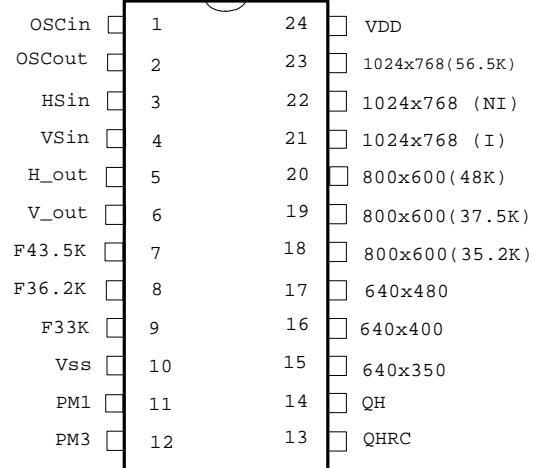 OSCin 1 24 VDD
OSCout 2 23 1024x768(56.5K)
HSin 3 22 1024x768 (NI)
VSin 4 21 1024x768 (I)
H_out 5 20 800x600(48K)
V_out 6 19 800x600(37.5K)
F43.5K 7 18 800x600(35.2K)
F36.2K 8 17 640x480
F33K 9 16 640x400
Vss 10 15 640x350
PM1 11 14 QH
PM3 12 13 QHRC